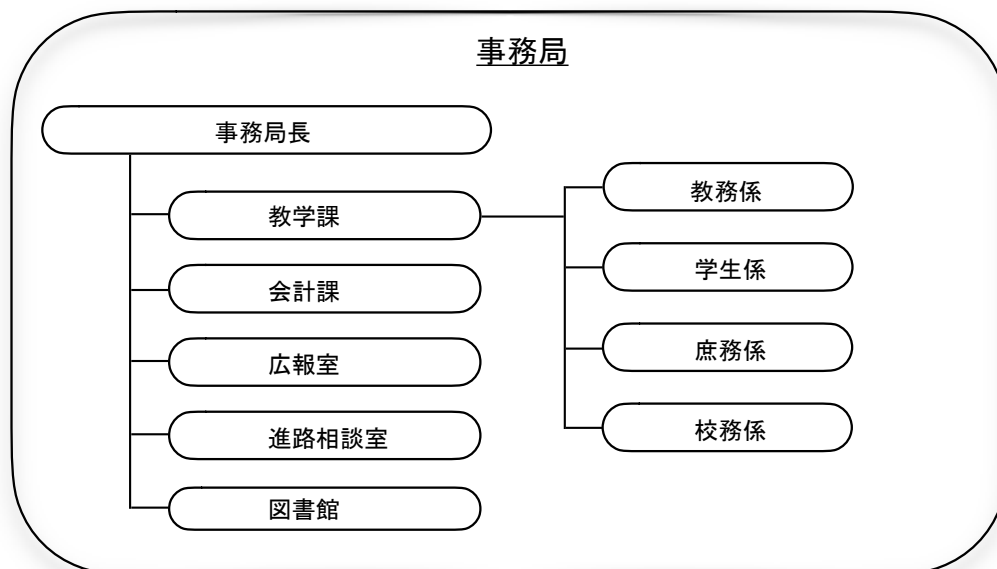 事務局
事務局長
教学課
会計課
広報室
進路相談室
図書館
教務係
学生係
庶務係
校務係